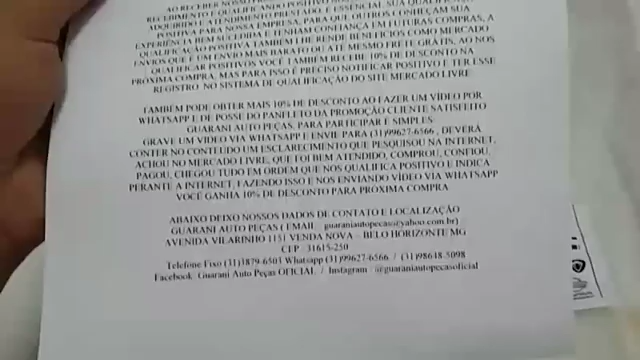 AO RECEBER NOSSO
RECEBIMENTO E QUALIFICANDO POSITIVO
ADQUIRIDO E ATENDIMENTO PRESTADO, É ESSENCIAL SUA QUALIFICAÇÃO
POSITIVA PARA NOSSA EMPRESA, PARA QUE OUTROS CONHEÇAM SUA
EXPERIÊNCIA BEM SUCEDIDA E TENHAM CONFIANÇA EM FUTURAS COMPRAS, A
QUALIFICAÇÃO POSITIVA TAMBÉM LHE RENDE BENEFÍCIOS COMO MERCADO
ENVIOS QUE É UM ENVIO MAIS BARATO OU ATÉ MESMO FRETE GRÁTIS, AO NOS
QUALIFICAR POSITIVOS VOCÊ TAMBÉM RECEBE 10% DE DESCONTO NA
PRÓXIMA COMPRA, MAS PARA ISSO É PRECISO NOTIFICAR POSITIVO E TER ESSE
REGISTRO NO SISTEMA DE QUALIFICAÇÃO DO SITE MERCADO LIVRE
TAMBÉM PODE OBTER MAIS 10% DE DESCONTO AO FAZER UM VÍDEO POR
WHATSAPP E DE POSSE DO PANFLETO DA PROMOÇÃO CLIENTE SATISFEITO
GUARANI AUTO PEÇAS, PARA PARTICIPAR É SIMPLES:
GRAVE UM VIDEO VIA WHATSAPP E ENVIE PARA (31)99627-6566 , DEVERÁ
CONTER NO CONTEÚDO UM ESCLARECIMENTO QUE PESQUISOU NA INTERNET,
ACHOU NO MERCADO LIVRE, QUE FOI BEM ATENDIDO, COMPROU, CONFIOU,
PAGOU, CHEGOU TUDO EM ORDEM QUE NOS QUALIFICA POSITIVO E INDICA
PERANTE A INTERNET, FAZENDO ISSO E NOS ENVIANDO VÍDEO VIA WHATSAPP
VOCÊ GANHA 10% DE DESCONTO PARA PRÓXIMA COMPRA
ABAIXO DEIXO NOSSOS DADOS DE CONTATO E LOCALIZAÇÃO
GUARANI AUTO PEÇAS ( EMAIL guaraniautopecas@yahoo.com.br)
AVENIDA VILARINHO 1151 VENDA NOVA – BELO HORIZONTE MG
CEP 31615-250
Telefone Fixo (31)3879-6503 Whatsapp (31)99627-6566 / (31)98648-5098
Facebook Guarani Auto Peças OFICIAL / Instagram @guaraniautopecasoficial